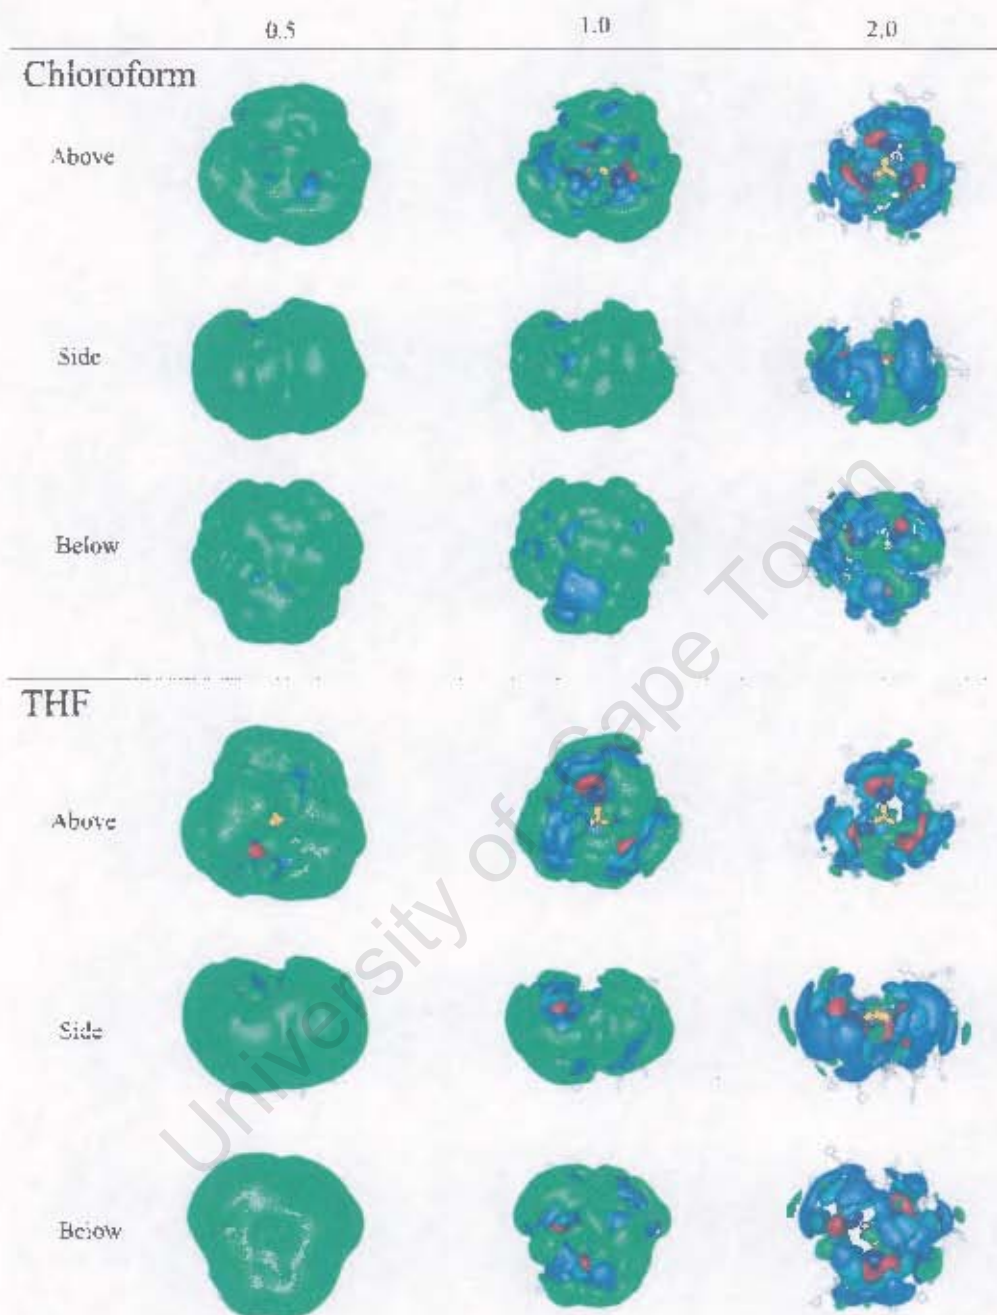 0.5 1.0 2.0
Chloroform
Above
Side
Below
THF
Above
Side
Below
University of Cape Town